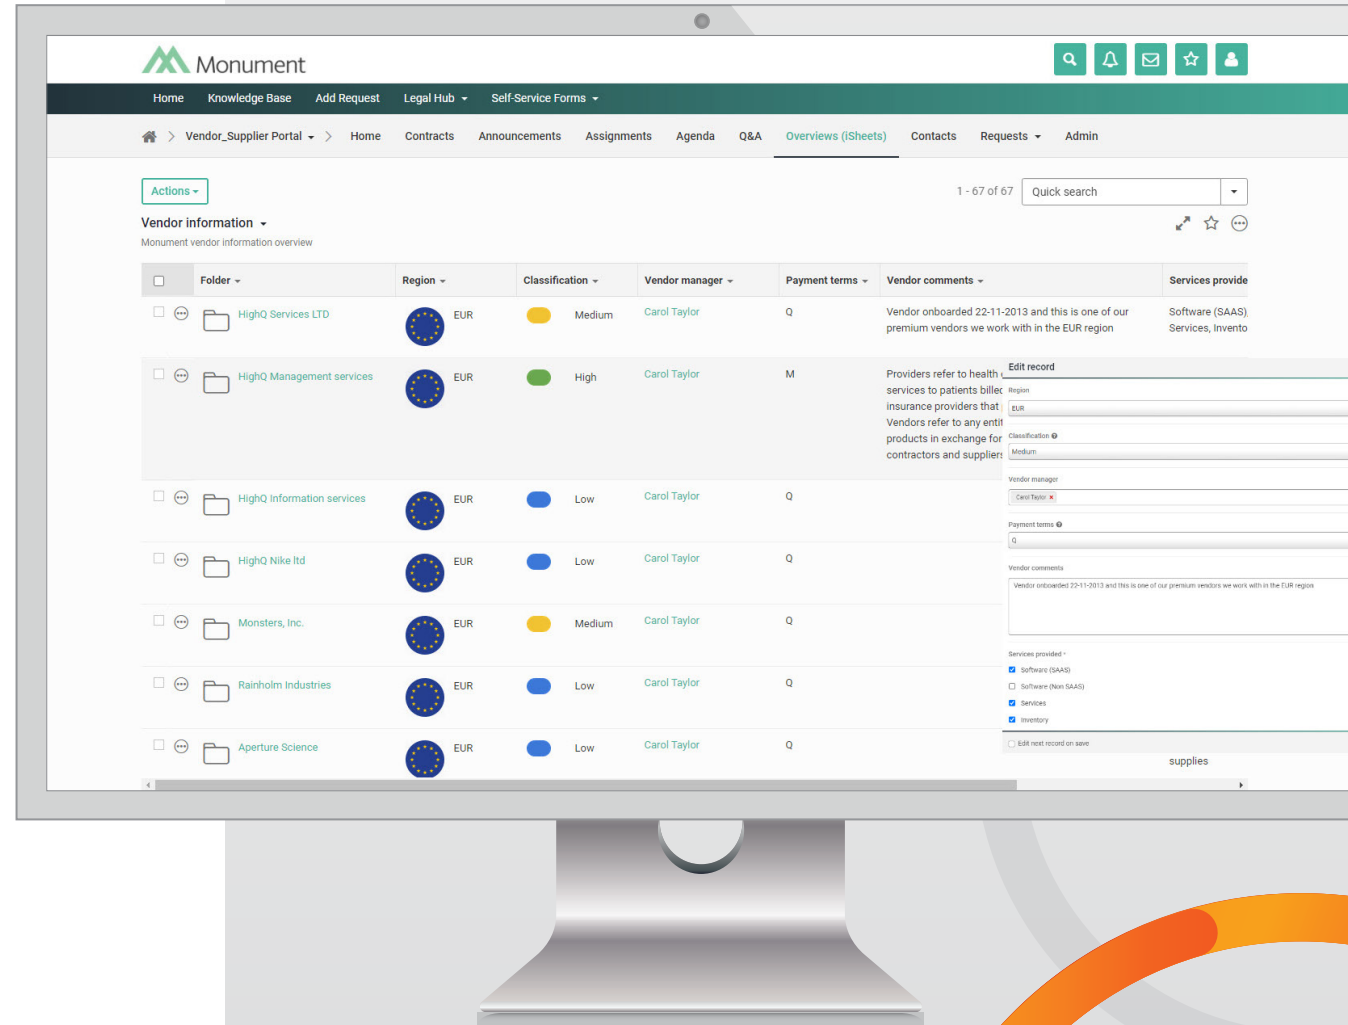 Monument
Home Knowledge Base Add Request Legal Hub Self-Service Forms
Vendor_Supplier Portal Home Contracts Announcements Assignments Agenda Q&A Overviews (iSheets) Contacts Requests Admin
Actions
1 - 67 of 67 Quick search
Vendor information
Monument vendor information overview
Folder Region Classification Vendor manager Payment terms Vendor comments Services provide
HighQ Services LTD EUR Medium Carol Taylor Q Vendor onboarded 22-11-2013 and this is one of our Software (SAAS),
premium vendors we work with in the EUR region Services, Invento
HighQ Management services EUR High Carol Taylor M Providers refer to health
services to patients billed
insurance providers that
Vendors refer to any entit
products in exchange for
contractors and suppliers
HighQ Information services EUR Low Carol Taylor Q
HighQ Nike ltd EUR Low Carol Taylor Q
Monsters, Inc. EUR Medium Carol Taylor Q
Rainholm Industries EUR Low Carol Taylor Q
Aperture Science EUR Low Carol Taylor Q
Edit record
Region
EUR
Classification
Medium
Vendor manager
Carol Taylor x
Payment terms
Q
Vendor comments
Vendor onboarded 22-11-2013 and this is one of our premium vendors we work with in the EUR region
Services provided *
Software (SAAS)
Software (Non SAAS)
Services
Inventory
Edit next record on save
supplies